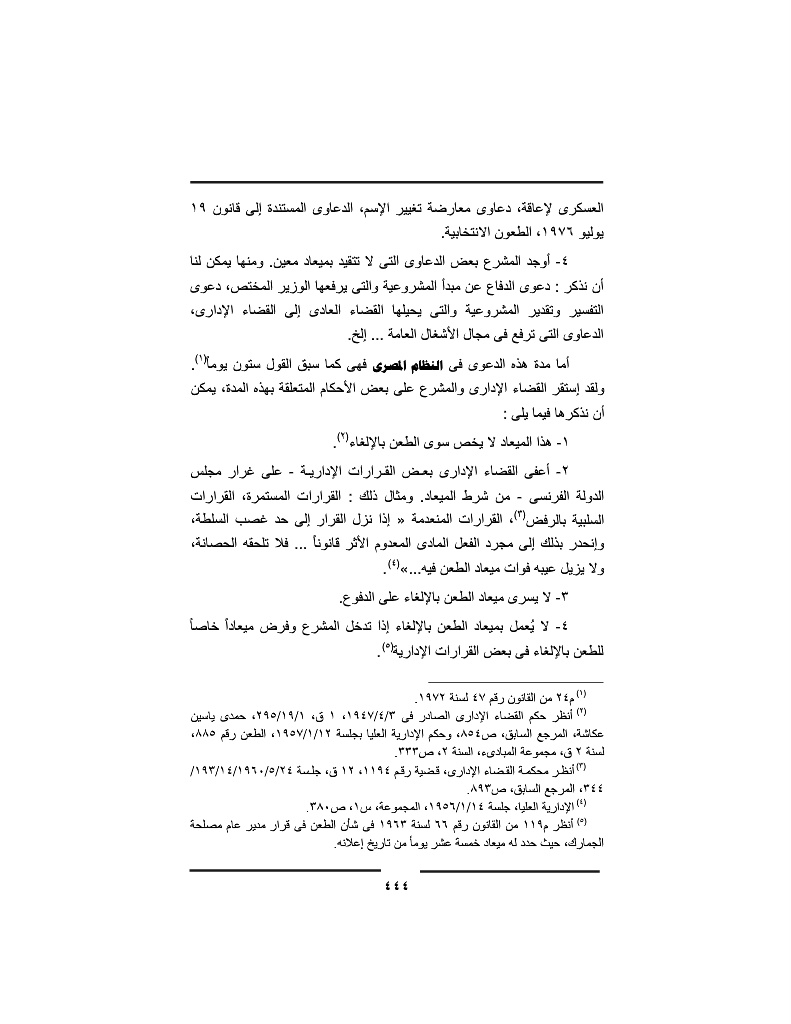 العسكرى لإعاقة، دعاوى معارضة تغيير الإسم، الدعاوى المستندة إلى قانون ١٩
يوليو ١٩٧٦، الطعون الانتخابية.
٤- أوجد المشرع بعض الدعاوى التى لا تتقيد بميعاد معين. ومنها يمكن لنا
أن نذكر : دعوى الدفاع عن مبدأ المشروعية والتى يرفعها الوزير المختص، دعوى
التفسير وتقدير المشروعية والتى يحيلها القضاء العادى إلى القضاء الإدارى،
الدعاوى التى ترفع فى مجال الأشغال العامة ... إلخ.
أما مدة هذه الدعوى فى النظام المصرى فهى كما سبق القول ستون يوماً(١).
ولقد إستقر القضاء الإدارى والمشرع على بعض الأحكام المتعلقة بهذه المدة، يمكن
أن نذكرها فيما يلى :
١- هذا الميعاد لا يخص سوى الطعن بالإلغاء(٢).
٢- أعفى القضاء الإدارى بعض القرارات الإدارية - على غرار مجلس
الدولة الفرنسى - من شرط الميعاد. ومثال ذلك : القرارات المستمرة، القرارات
السلبية بالرفض(٣)، القرارات المنعدمة « إذا نزل القرار إلى حد غصب السلطة،
وإنحدر بذلك إلى مجرد الفعل المادى المعدوم الأثر قانوناً ... فلا تلحقه الحصانة،
ولا يزيل عيبه فوات ميعاد الطعن فيه...»(٤).
٣- لا يسرى ميعاد الطعن بالإلغاء على الدفوع.
٤- لا يُعمل بميعاد الطعن بالإلغاء إذا تدخل المشرع وفرض ميعاداً خاصاً
للطعن بالإلغاء فى بعض القرارات الإدارية(٥).
(١) م٢٤ من القانون رقم ٤٧ لسنة ١٩٧٢.
(٢) أنظر حكم القضاء الإدارى الصادر فى ١٩٤٧/٤/٣، ١ ق، ٢٩٥/١٩/١، حمدى ياسين
عكاشة، المرجع السابق، ص٨٥٤، وحكم الإدارية العليا بجلسة ١٩٥٧/١/١٢، الطعن رقم ٨٨٥،
لسنة ٢ ق، مجموعة المبادىء، السنة ٢، ص٣٣٣.
(٣) أنظر محكمة القضاء الإدارى، قضية رقم ١١٩٤، ١٢ ق، جلسة ١٩٣/١٤/١٩٦٠/٥/٢٤/
٣٤٤، المرجع السابق، ص٨٩٣.
(٤) الإدارية العليا، جلسة ١٩٥٦/١/١٤، المجموعة، س١، ص٣٨٠.
(٥) أنظر م١١٩ من القانون رقم ٦٦ لسنة ١٩٦٣ فى شأن الطعن فى قرار مدير عام مصلحة
الجمارك، حيث حدد له ميعاد خمسة عشر يوماً من تاريخ إعلانه.
٤٤٤